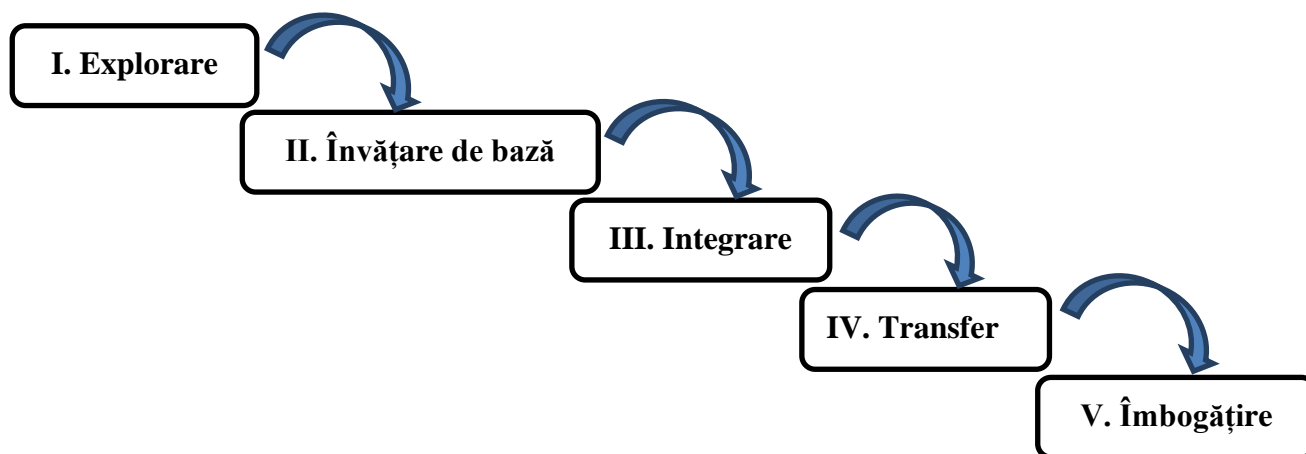 I. Explorare
II. Învățare de bază
III. Integrare
IV. Transfer
V. Îmbogățire